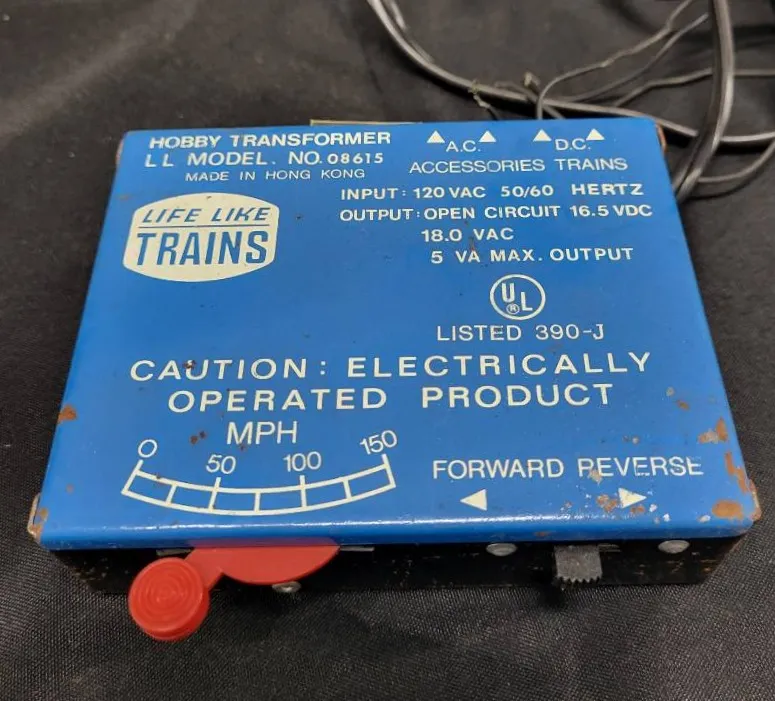 HOBBY TRANSFORMER
LL MODEL. NO. 08615
MADE IN HONG KONG
A.C. D.C.
ACCESSORIES TRAINS
INPUT: 120 VAC 50/60 HERTZ
OUTPUT: OPEN CIRCUIT 16.5 VDC
18.0 VAC
5 VA MAX. OUTPUT
LIFE LIKE
TRAINS
UL ®
LISTED 390-J
CAUTION: ELECTRICALLY
OPERATED PRODUCT
MPH
0 50 100 150
FORWARD REVERSE